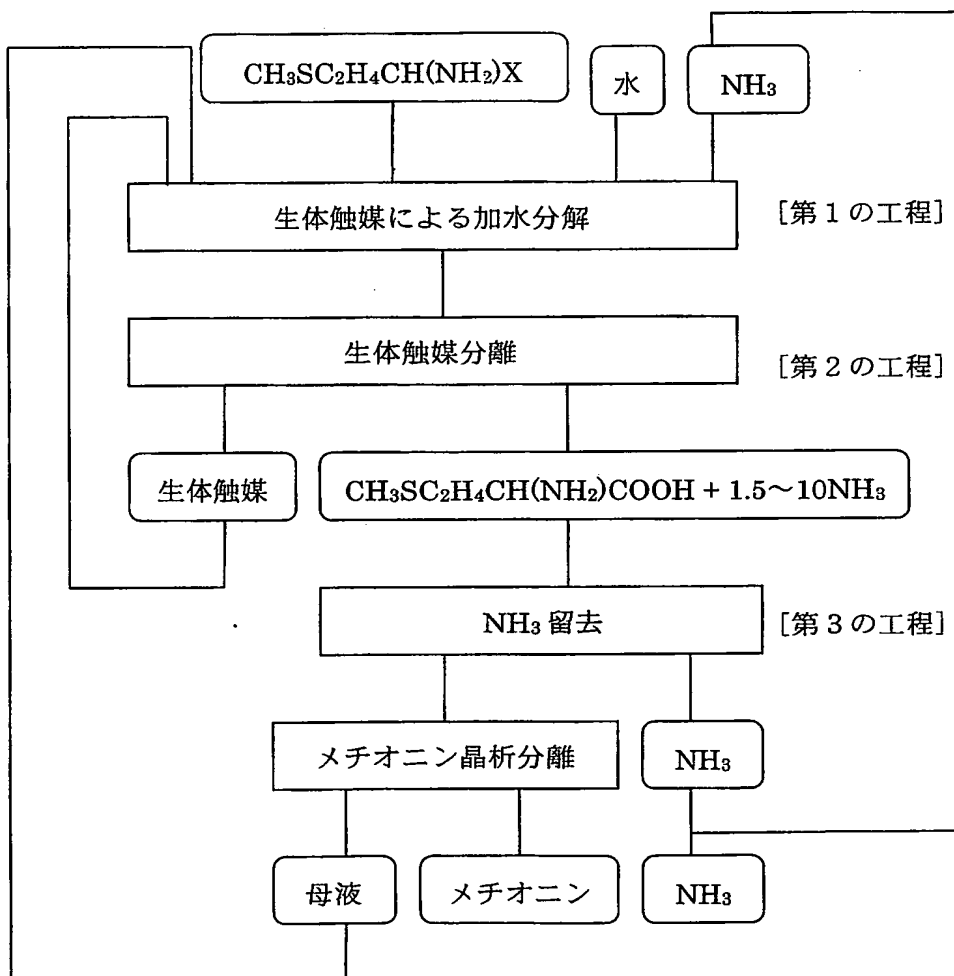 CH₃SC₂H₄CH(NH₂)X
水
NH₃
生体触媒による加水分解
[第1の工程]
生体触媒分離
[第2の工程]
生体触媒
CH₃SC₂H₄CH(NH₂)COOH + 1.5～10NH₃
NH₃ 留去
[第3の工程]
メチオニン晶析分離
NH₃
母液
メチオニン
NH₃